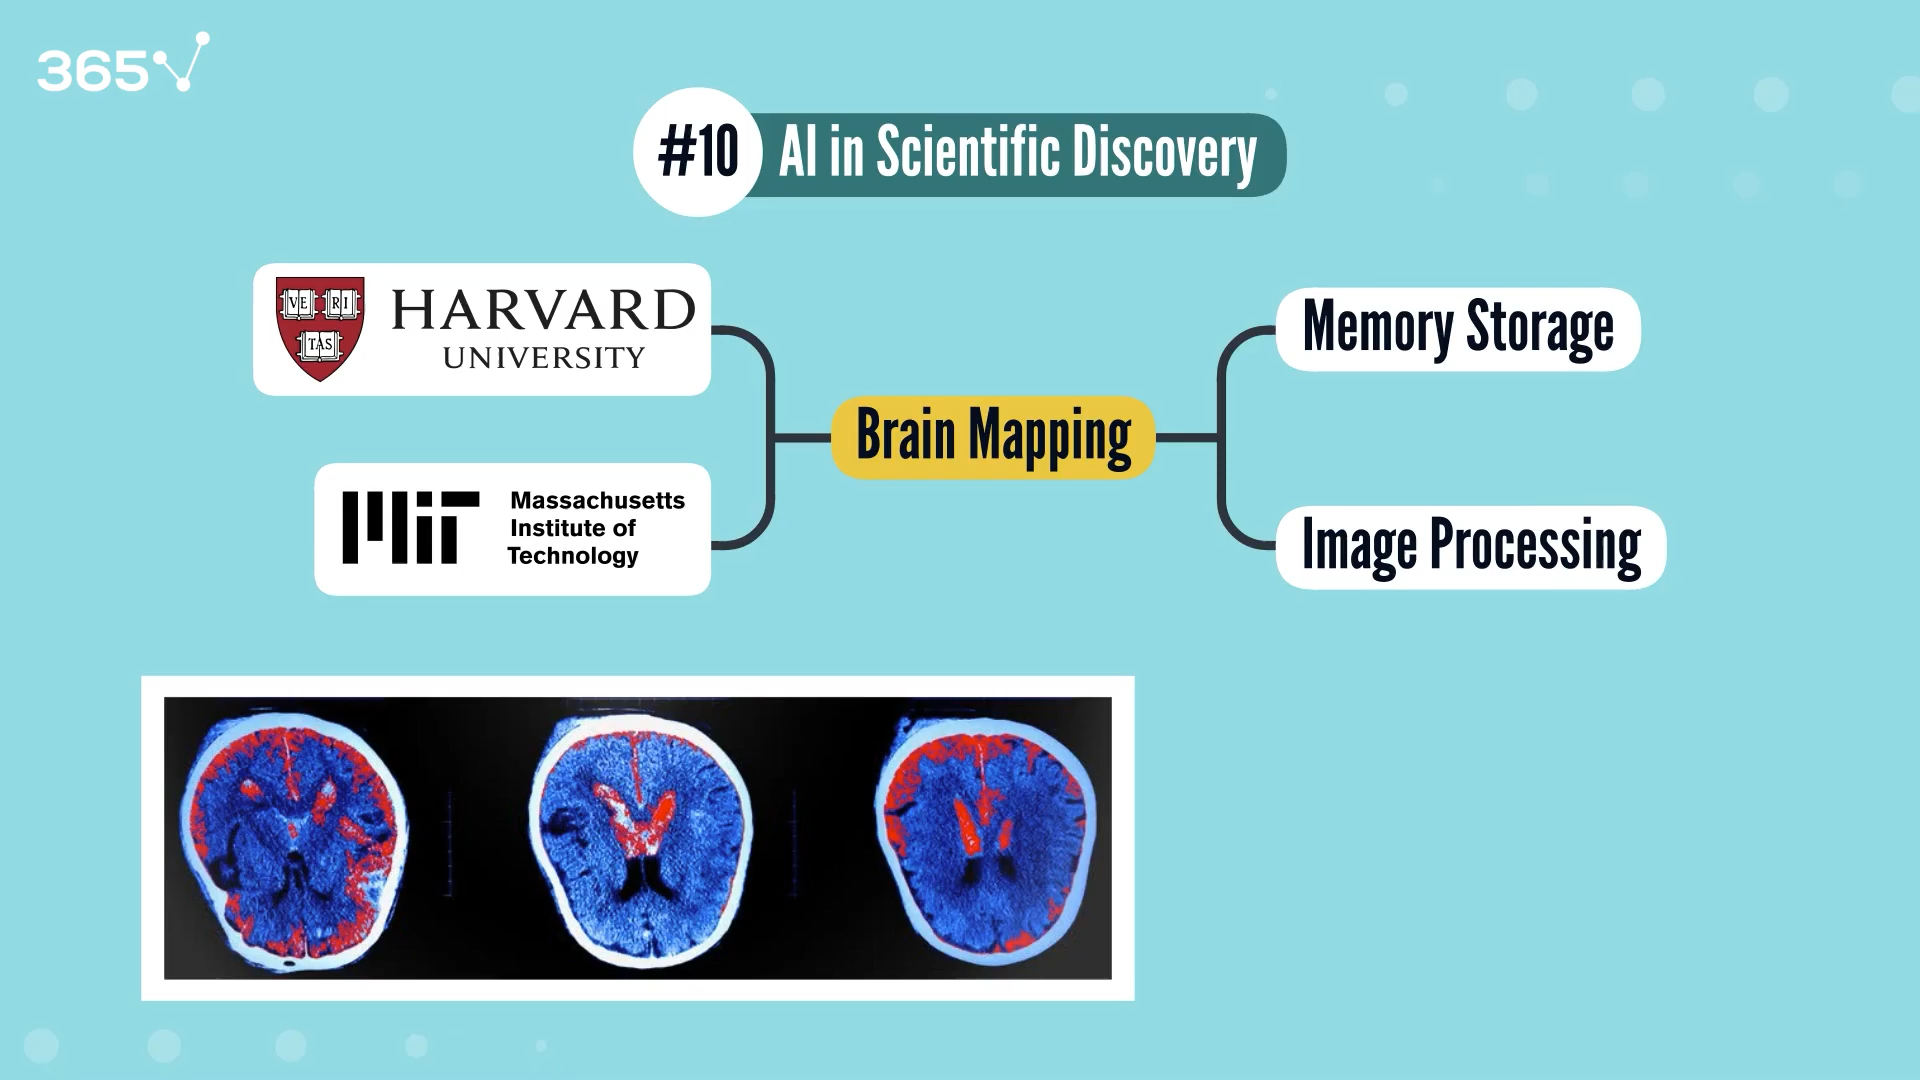 365
#10 AI in Scientific Discovery
VE RI
TAS
HARVARD
UNIVERSITY
MIT
Massachusetts
Institute of
Technology
Brain Mapping
Memory Storage
Image Processing